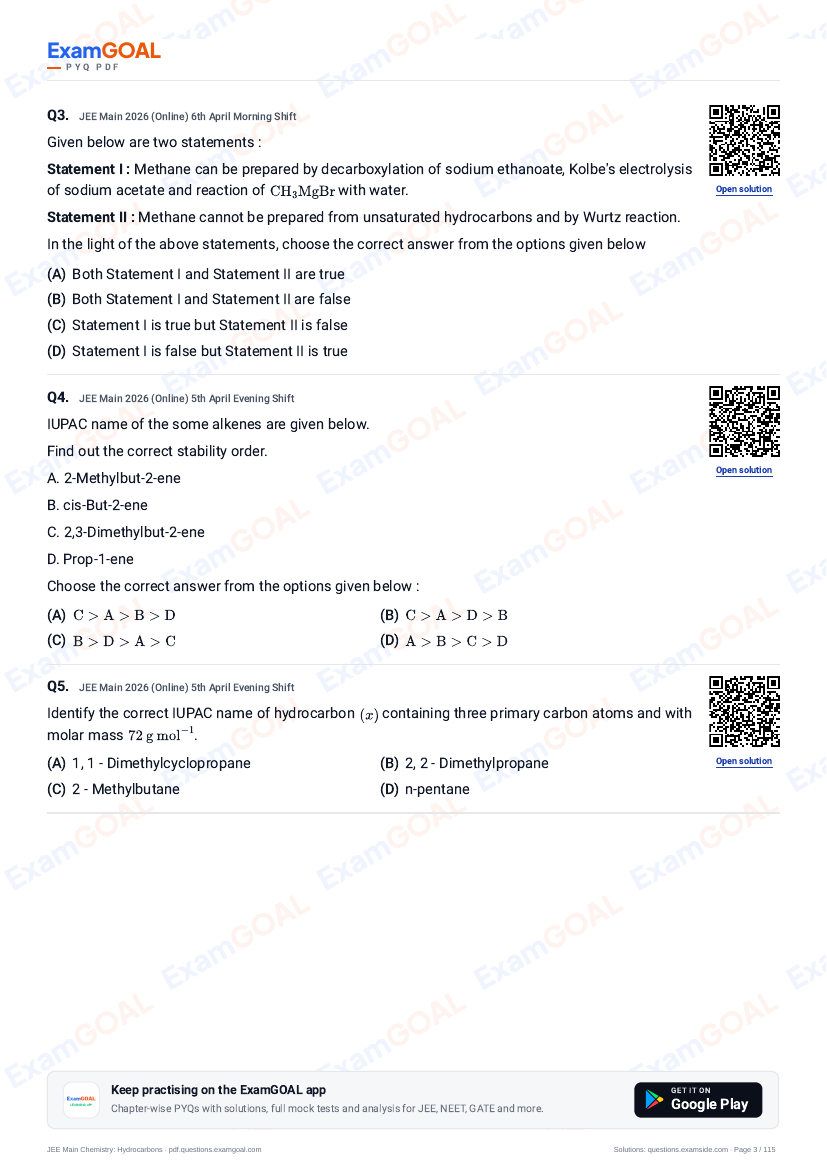 ExamGOAL
PYQ PDF
Q3. JEE Main 2026 (Online) 6th April Morning Shift
Given below are two statements :
Statement I : Methane can be prepared by decarboxylation of sodium ethanoate, Kolbe's electrolysis
of sodium acetate and reaction of CH₃MgBr with water.
Statement II : Methane cannot be prepared from unsaturated hydrocarbons and by Wurtz reaction.
In the light of the above statements, choose the correct answer from the options given below
(A) Both Statement I and Statement II are true
(B) Both Statement I and Statement II are false
(C) Statement I is true but Statement II is false
(D) Statement I is false but Statement II is true
Open solution
Q4. JEE Main 2026 (Online) 5th April Evening Shift
IUPAC name of the some alkenes are given below.
Find out the correct stability order.
A. 2-Methylbut-2-ene
B. cis-But-2-ene
C. 2,3-Dimethylbut-2-ene
D. Prop-1-ene
Choose the correct answer from the options given below :
(A) C > A > B > D (B) C > A > D > B
(C) B > D > A > C (D) A > B > C > D
Open solution
Q5. JEE Main 2026 (Online) 5th April Evening Shift
Identify the correct IUPAC name of hydrocarbon (x) containing three primary carbon atoms and with
molar mass 72 g mol⁻¹.
(A) 1, 1 - Dimethylcyclopropane (B) 2, 2 - Dimethylpropane
(C) 2 - Methylbutane (D) n-pentane
Open solution
ExamGOAL
Keep practising on the ExamGOAL app
Chapter-wise PYQs with solutions, full mock tests and analysis for JEE, NEET, GATE and more.
GET IT ON
Google Play
JEE Main Chemistry: Hydrocarbons · pdf.questions.examgoal.com
Solutions: questions.examside.com · Page 3 / 115